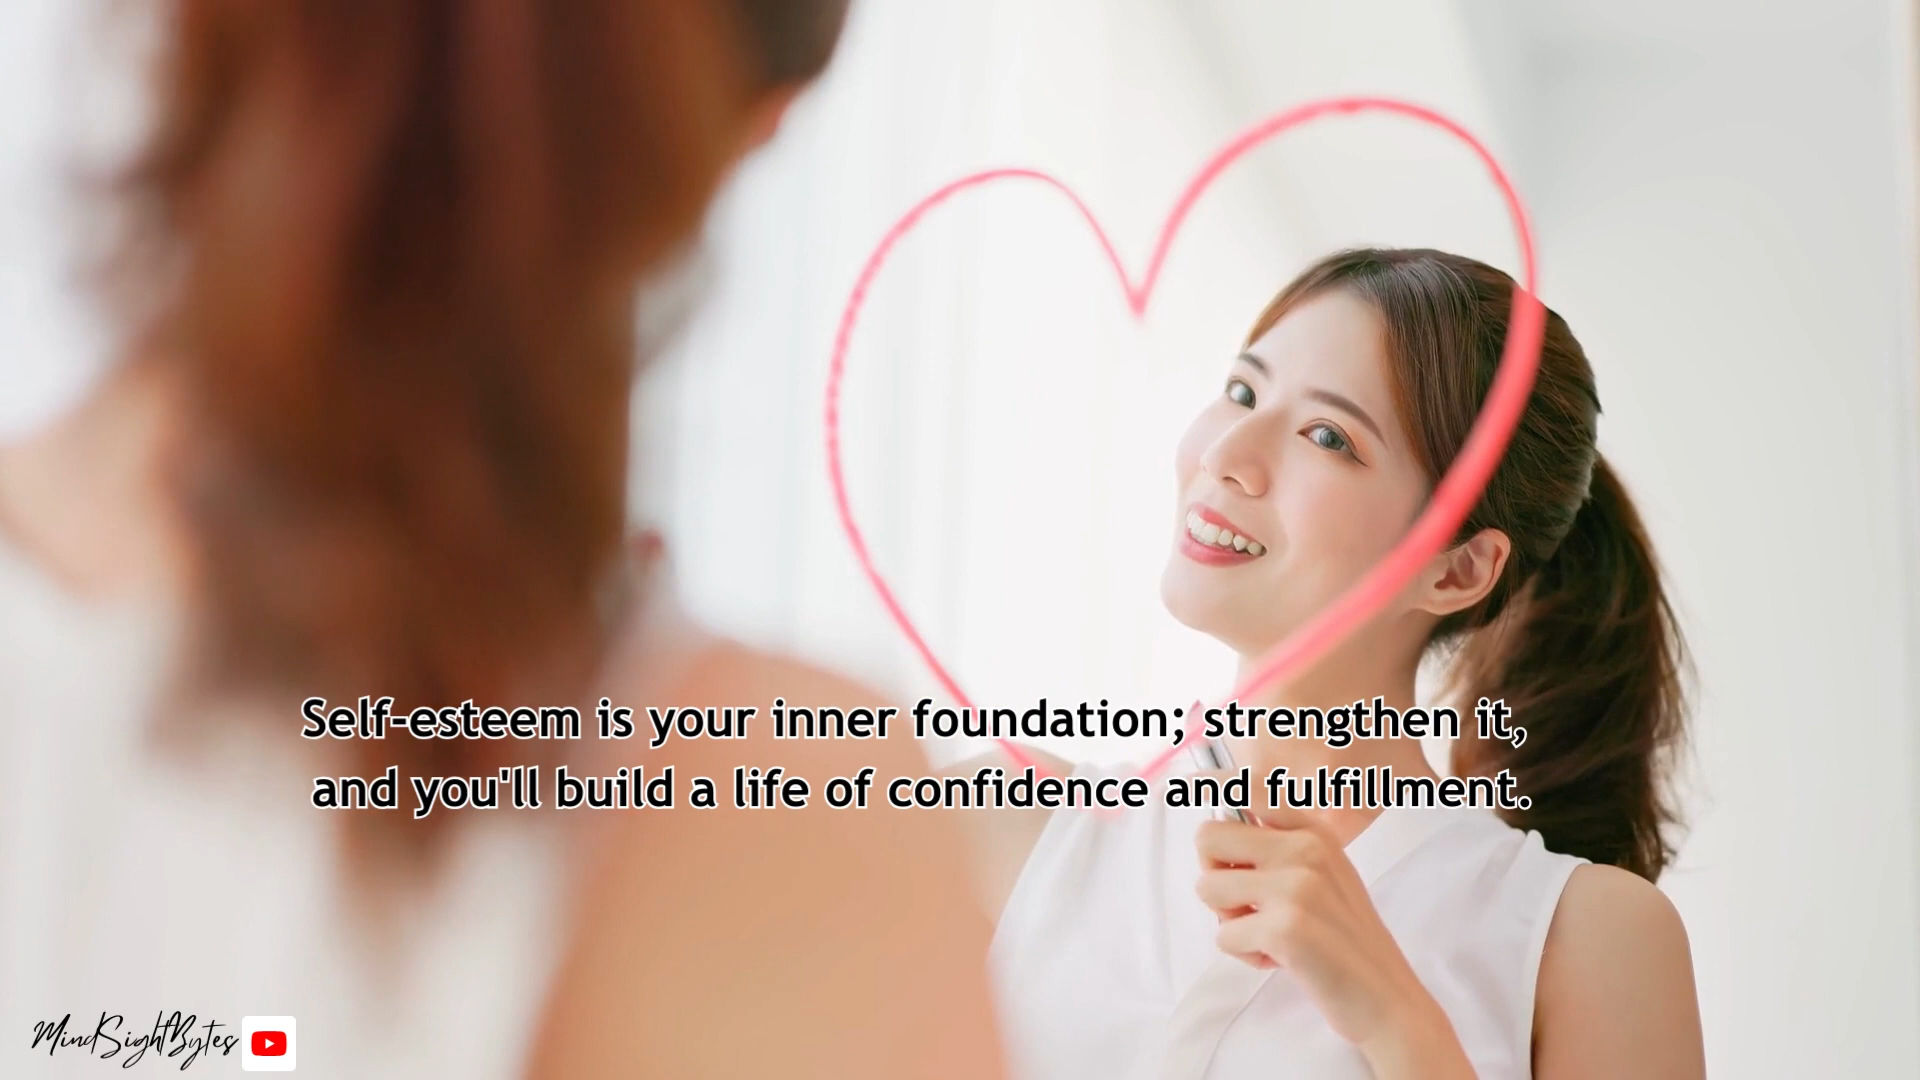 Self-esteem is your inner foundation; strengthen it,
and you'll build a life of confidence and fulfillment.
MindSightBytes